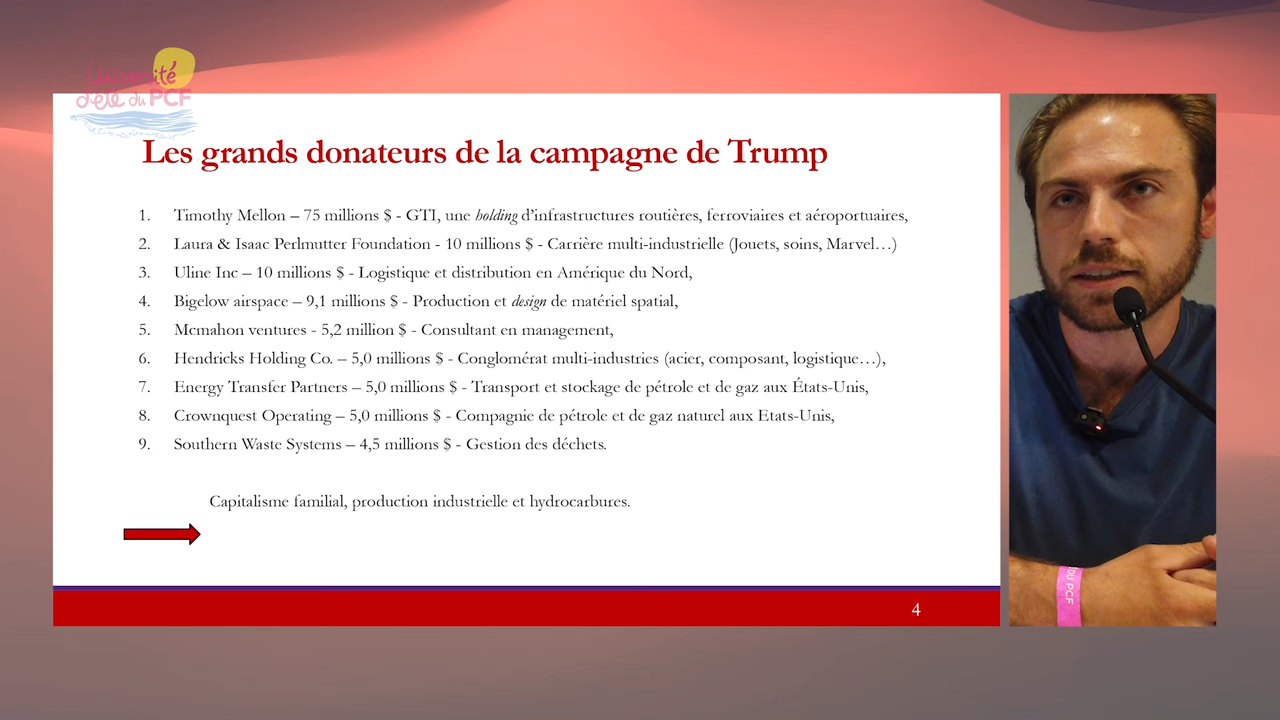 Université
d'été du PCF
Les grands donateurs de la campagne de Trump
1. Timothy Mellon – 75 millions $ - GTI, une holding d'infrastructures routières, ferroviaires et aéroportuaires,
2. Laura & Isaac Perlmutter Foundation - 10 millions $ - Carrière multi-industrielle (Jouets, soins, Marvel…)
3. Uline Inc – 10 millions $ - Logistique et distribution en Amérique du Nord,
4. Bigelow airspace – 9,1 millions $ - Production et design de matériel spatial,
5. Mcmahon ventures - 5,2 million $ - Consultant en management,
6. Hendricks Holding Co. – 5,0 millions $ - Conglomérat multi-industries (acier, composant, logistique…),
7. Energy Transfer Partners – 5,0 millions $ - Transport et stockage de pétrole et de gaz aux États-Unis,
8. Crownquest Operating – 5,0 millions $ - Compagnie de pétrole et de gaz naturel aux Etats-Unis,
9. Southern Waste Systems – 4,5 millions $ - Gestion des déchets.
Capitalisme familial, production industrielle et hydrocarbures.
4
DU PCF